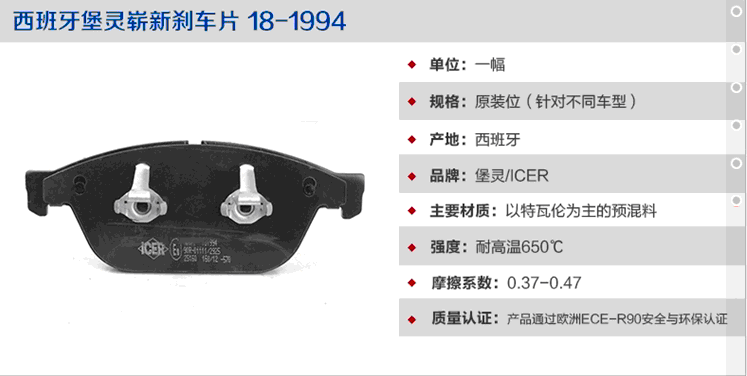 西班牙堡灵崭新刹车片 18-1994
单位：一幅
规格：原装位（针对不同车型）
产地：西班牙
品牌：堡灵/ICER
主要材质：以特瓦伦为主的预混料
强度：耐高温650℃
摩擦系数：0.37-0.47
质量认证：产品通过欧洲ECE-R90安全与环保认证
ICER
E1
90R-01111/2925